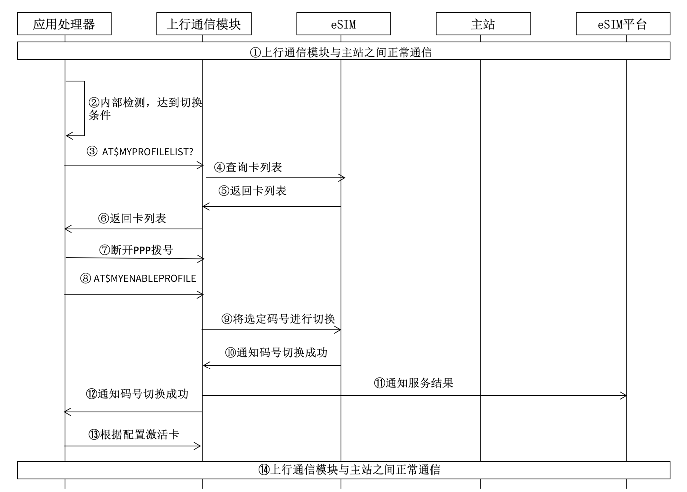 应用处理器
上行通信模块
eSIM
主站
eSIM平台
①上行通信模块与主站之间正常通信
②内部检测，达到切换
条件
③ AT$MYPROFILELIST?
④查询卡列表
⑤返回卡列表
⑥返回卡列表
⑦断开PPP拨号
⑧AT$MYENABLEPROFILE
⑨将选定码号进行切换
⑩通知码号切换成功
⑪通知服务结果
⑫通知码号切换成功
⑬根据配置激活卡
⑭上行通信模块与主站之间正常通信